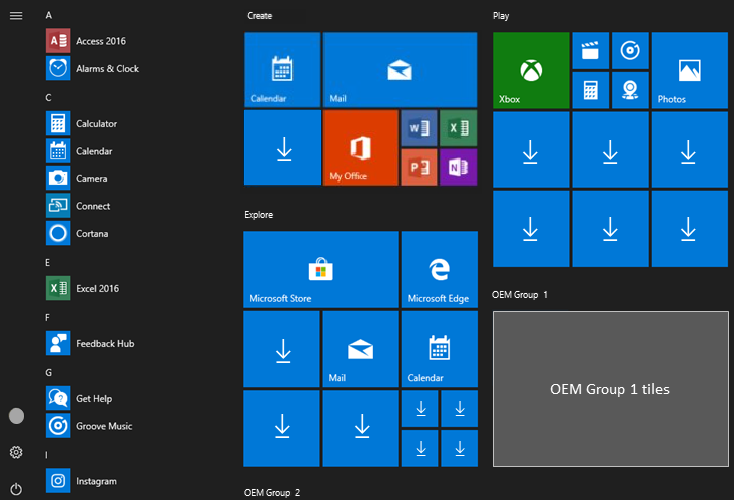 A
Access 2016
Alarms & Clock
C
Calculator
Calendar
Camera
Connect
Cortana
E
Excel 2016
F
Feedback Hub
G
Get Help
Groove Music
I
Instagram
Create
Calendar
Mail
My Office
Explore
Microsoft Store
Microsoft Edge
Mail
Calendar
OEM Group 2
Play
Xbox
Photos
OEM Group 1
OEM Group 1 tiles